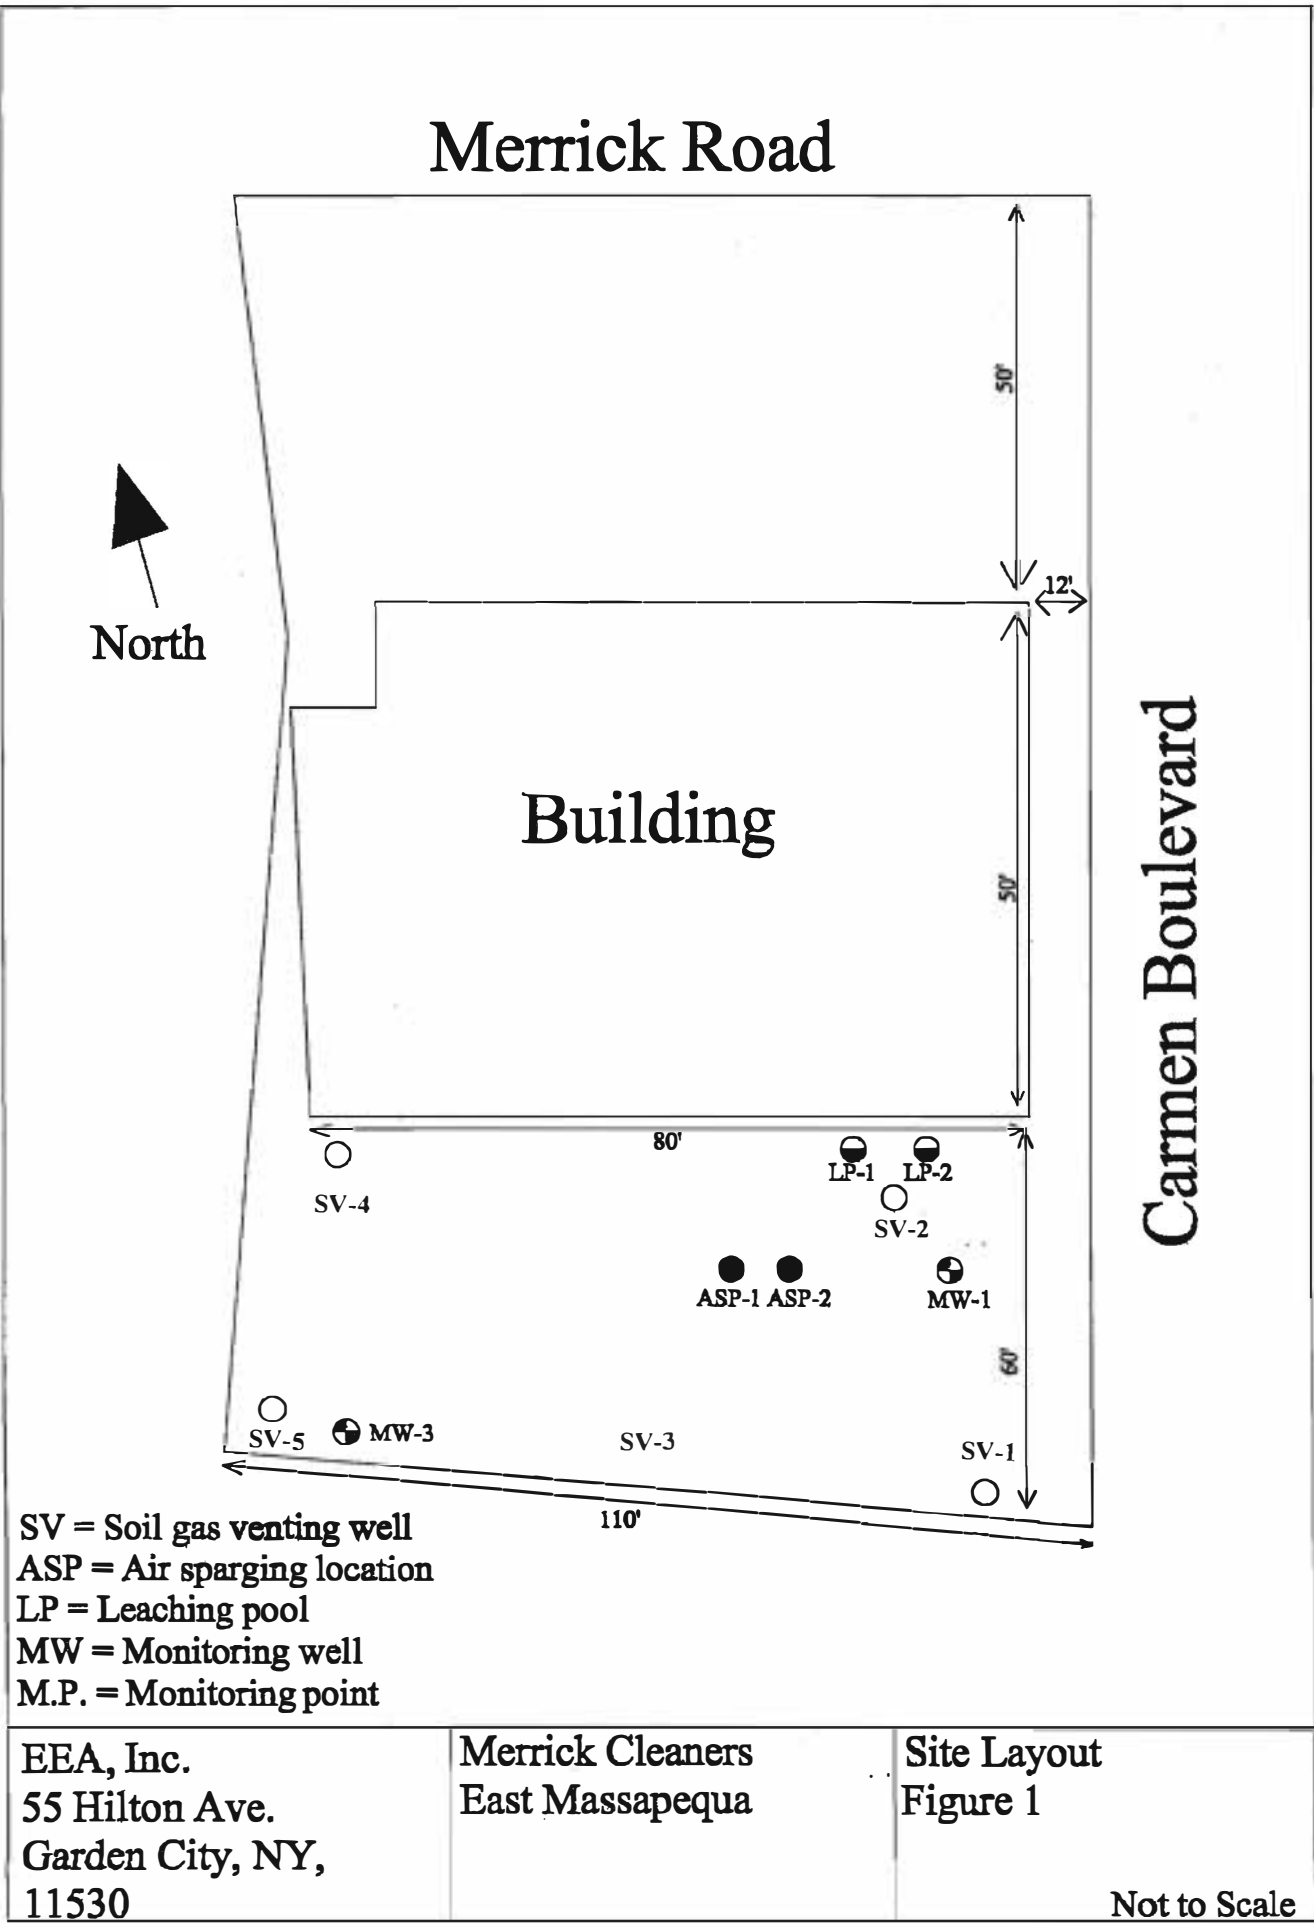 Merrick Road
50'
12'
North
Building
50'
Carmen Boulevard
80'
LP-1 LP-2
SV-4
SV-2
ASP-1 ASP-2
MW-1
60'
SV-5
MW-3
SV-3
SV-1
110'
SV = Soil gas venting well
ASP = Air sparging location
LP = Leaching pool
MW = Monitoring well
M.P. = Monitoring point
EEA, Inc.
55 Hilton Ave.
Garden City, NY,
11530
Merrick Cleaners
East Massapequa
Site Layout
Figure 1
Not to Scale